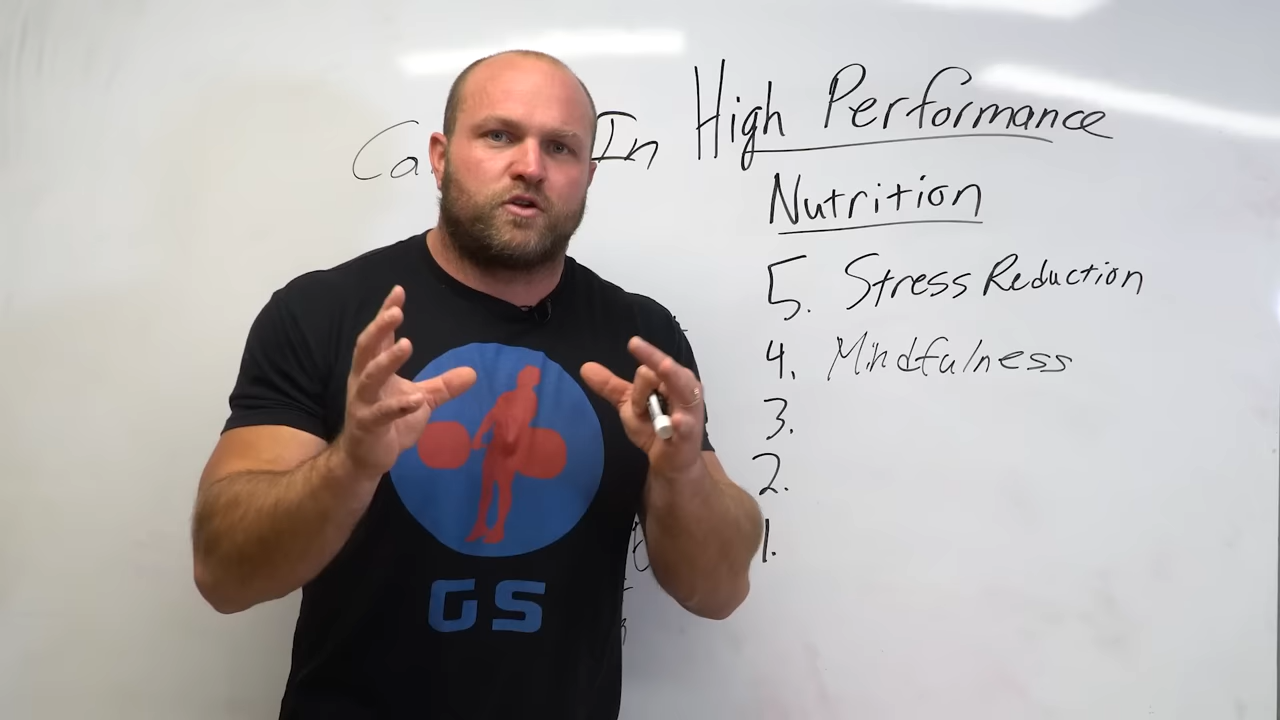 In High Performance
Nutrition
5. Stress Reduction
4. Mindfulness
3.
2.
1.
GS